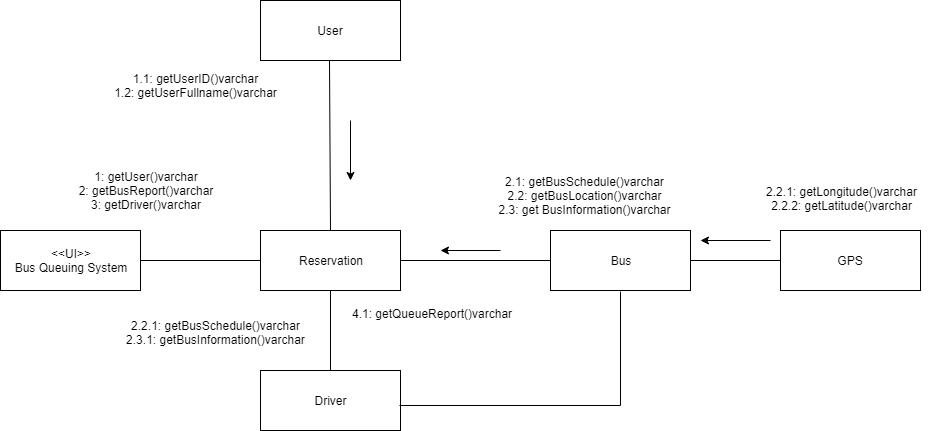 User
1.1: getUserID()varchar
1.2: getUserFullname()varchar
1: getUser()varchar
2: getBusReport()varchar
3: getDriver()varchar
2.1: getBusSchedule()varchar
2.2: getBusLocation()varchar
2.3: get BusInformation()varchar
2.2.1: getLongitude()varchar
2.2.2: getLatitude()varchar
<<UI>>
Bus Queuing System
Reservation
Bus
GPS
4.1: getQueueReport()varchar
2.2.1: getBusSchedule()varchar
2.3.1: getBusInformation()varchar
Driver